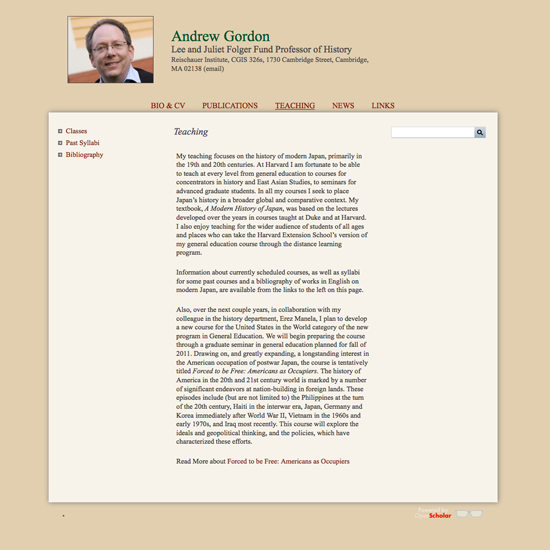 Andrew Gordon
Lee and Juliet Folger Fund Professor of History
Reischauer Institute, CGIS 326s, 1730 Cambridge Street, Cambridge,
MA 02138 (email)
BIO & CV PUBLICATIONS TEACHING NEWS LINKS
Classes
Past Syllabi
Bibliography
Teaching
My teaching focuses on the history of modern Japan, primarily in
the 19th and 20th centuries. At Harvard I am fortunate to be able
to teach at every level from general education to courses for
concentrators in history and East Asian Studies, to seminars for
advanced graduate students. In all my courses I seek to place
Japan's history in a broader global and comparative context. My
textbook, A Modern History of Japan, was based on the lectures
developed over the years in courses taught at Duke and at Harvard.
I also enjoy teaching for the wider audience of students of all ages
and places who can take the Harvard Extension School's version of
my general education course through the distance learning
program.
Information about currently scheduled courses, as well as syllabi
for some past courses and a bibliography of works in English on
modern Japan, are available from the links to the left on this page.
Also, over the next couple years, in collaboration with my
colleague in the history department, Erez Manela, I plan to develop
a new course for the United States in the World category of the new
program in General Education. We will begin preparing the course
through a graduate seminar in general education planned for fall of
2011. Drawing on, and greatly expanding, a longstanding interest in
the American occupation of postwar Japan, the course is tentatively
titled Forced to be Free: Americans as Occupiers. The history of
America in the 20th and 21st century world is marked by a number
of significant endeavors at nation-building in foreign lands. These
episodes include (but are not limited to) the Philippines at the turn
of the 20th century, Haiti in the interwar era, Japan, Germany and
Korea immediately after World War II, Vietnam in the 1960s and
early 1970s, and Iraq most recently. This course will explore the
ideals and geopolitical thinking, and the policies, which have
characterized these efforts.
Read More about Forced to be Free: Americans as Occupiers
Scholar